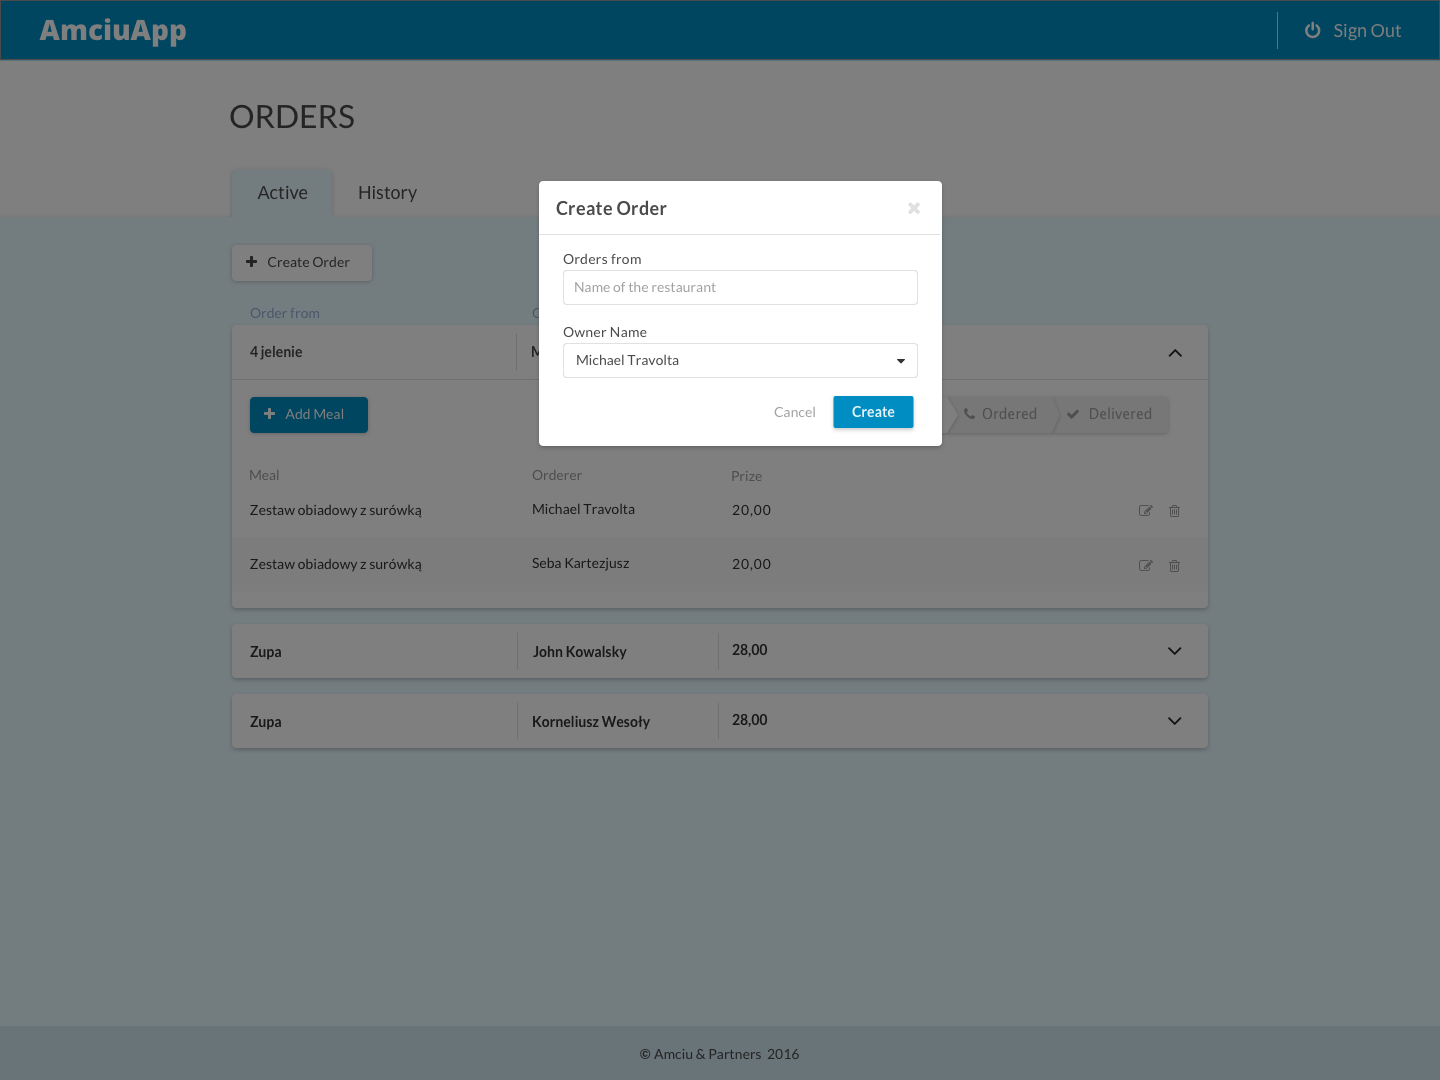 AmciuApp
Sign Out
ORDERS
Active
History
Create Order
Create Order
Orders from
Name of the restaurant
Owner Name
Michael Travolta
Cancel
Create
Order from
4 jelenie
Add Meal
Ordered
Delivered
Meal
Orderer
Prize
Zestaw obiadowy z surówką
Michael Travolta
20,00
Zestaw obiadowy z surówką
Seba Kartezjusz
20,00
Zupa
John Kowalsky
28,00
Zupa
Korneliusz Wesoły
28,00
© Amciu & Partners 2016